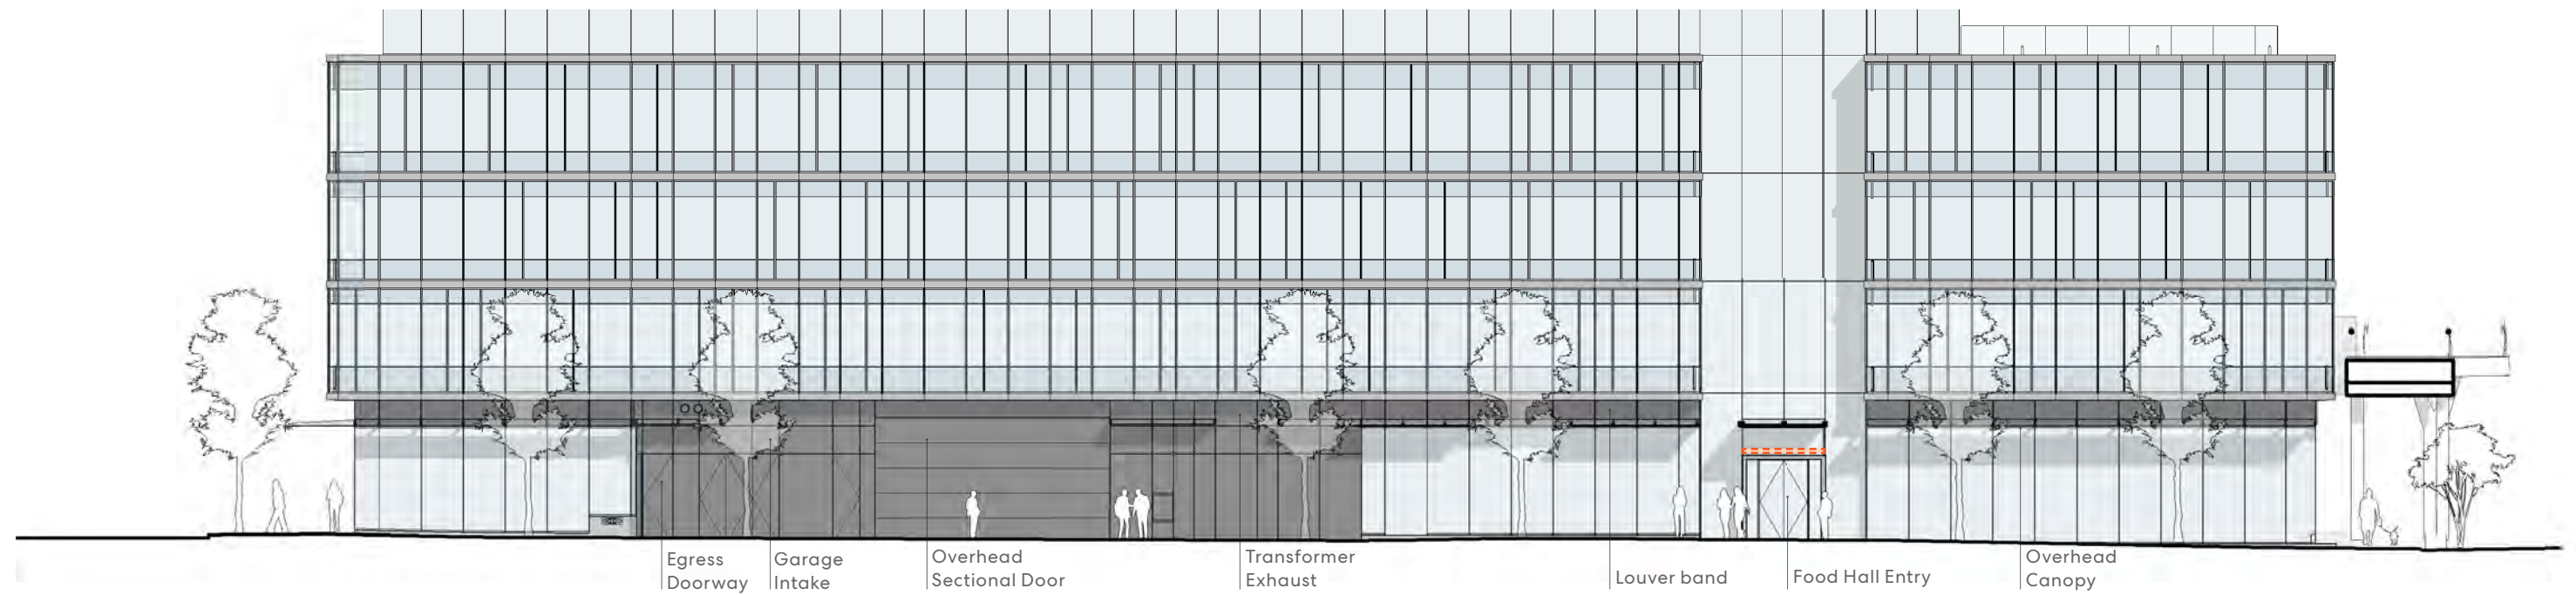 Egress
Doorway
Garage
Intake
Overhead
Sectional Door
Transformer
Exhaust
Louver band
Food Hall Entry
Overhead
Canopy